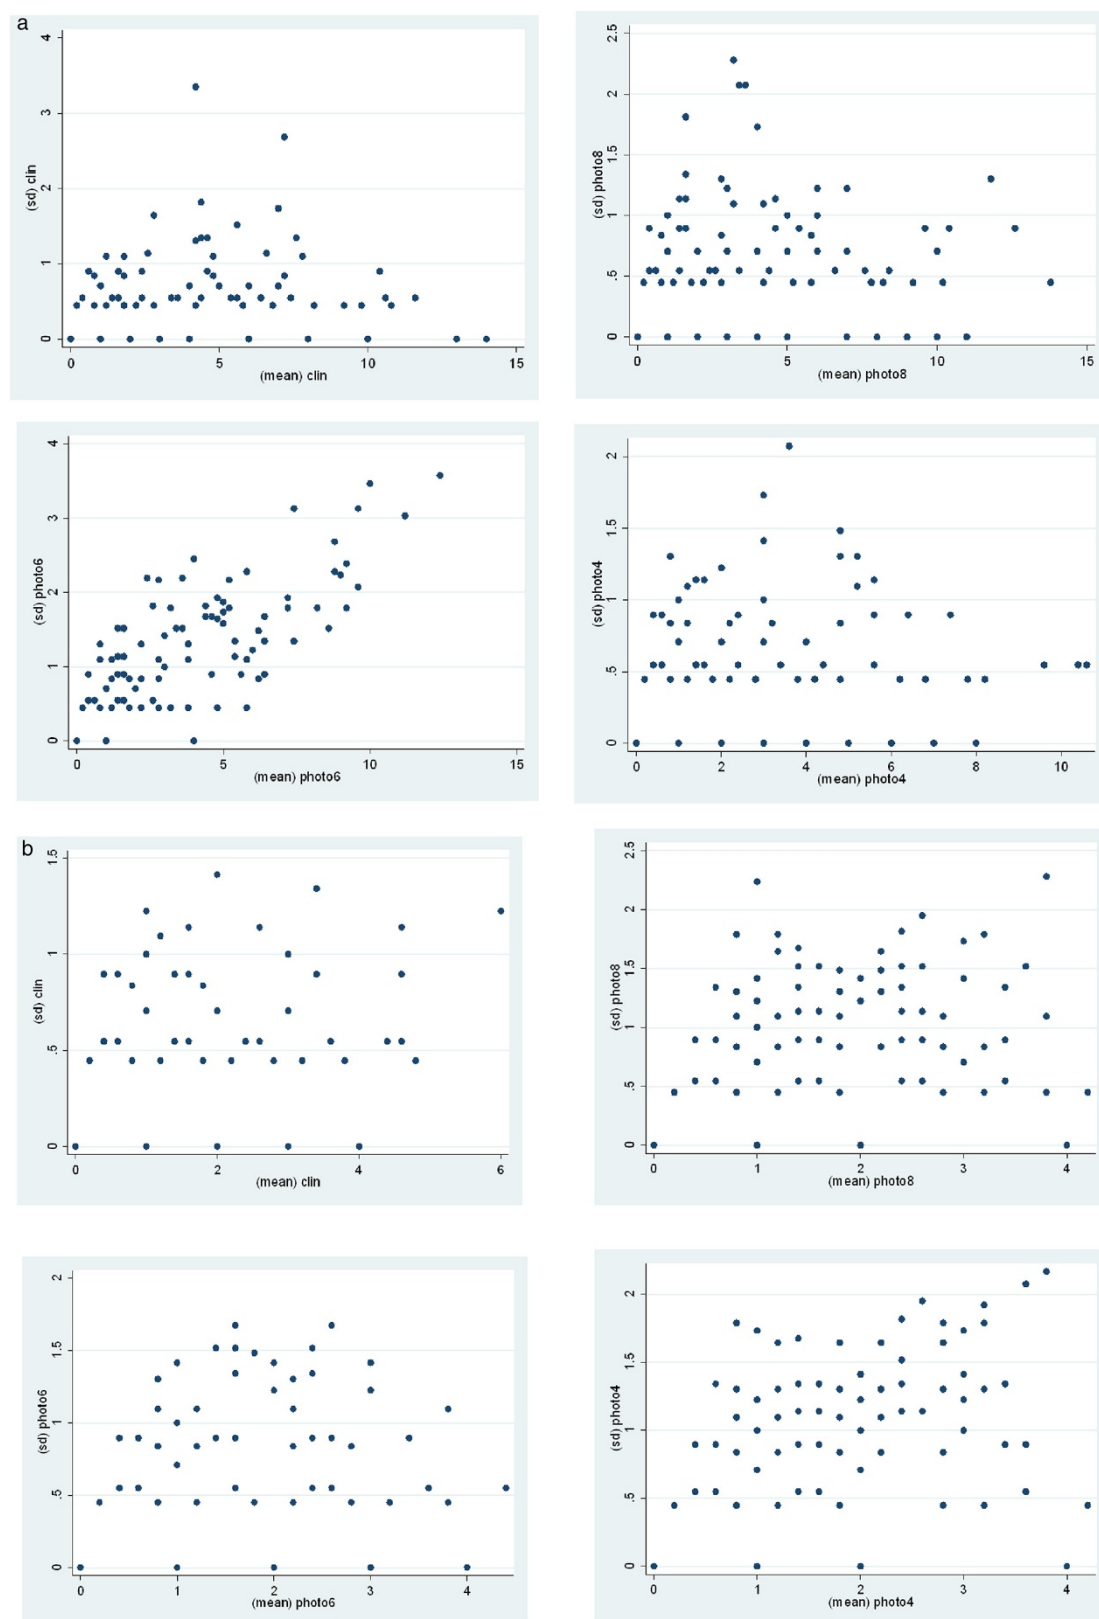 a
4
3
2
1
0
(sd) clin
0 5 10 15
(mean) clin
2.5
2
1.5
1
.5
0
(sd) photo8
0 5 10 15
(mean) photo8
4
3
2
1
0
(sd) photo6
0 5 10 15
(mean) photo6
2
1.5
1
.5
0
(sd) photo4
0 2 4 6 8 10
(mean) photo4
b
1.5
1
.5
0
(sd) clin
0 2 4 6
(mean) clin
2.5
2
1.5
1
.5
0
(sd) photo8
0 1 2 3 4
(mean) photo8
2
1.5
1
.5
0
(sd) photo6
0 1 2 3 4
(mean) photo6
2
1.5
1
.5
0
(sd) photo4
0 1 2 3 4
(mean) photo4